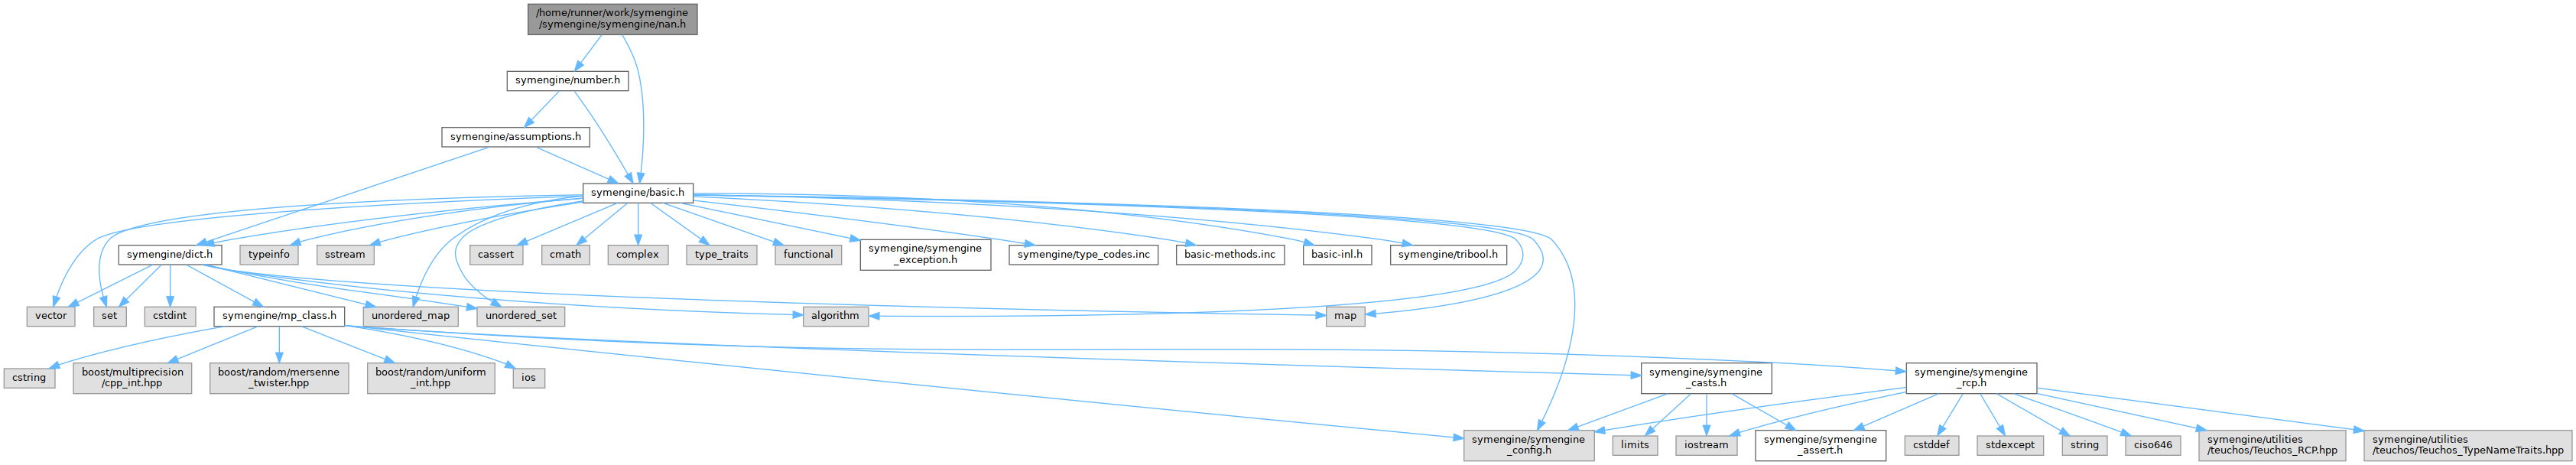 /home/runner/work/symengine
/symengine/symengine/nan.h
symengine/number.h
symengine/assumptions.h
symengine/basic.h
symengine/dict.h
typeinfo
sstream
cassert
cmath
complex
type_traits
functional
symengine/symengine
_exception.h
symengine/type_codes.inc
basic-methods.inc
basic-inl.h
symengine/tribool.h
vector
set
cstdint
symengine/mp_class.h
unordered_map
unordered_set
algorithm
map
cstring
boost/multiprecision
/cpp_int.hpp
boost/random/mersenne
_twister.hpp
boost/random/uniform
_int.hpp
ios
symengine/symengine
_casts.h
symengine/symengine
_rcp.h
symengine/symengine
_config.h
limits
iostream
symengine/symengine
_assert.h
cstddef
stdexcept
string
ciso646
symengine/utilities
/teuchos/Teuchos_RCP.hpp
symengine/utilities
/teuchos/Teuchos_TypeNameTraits.hpp